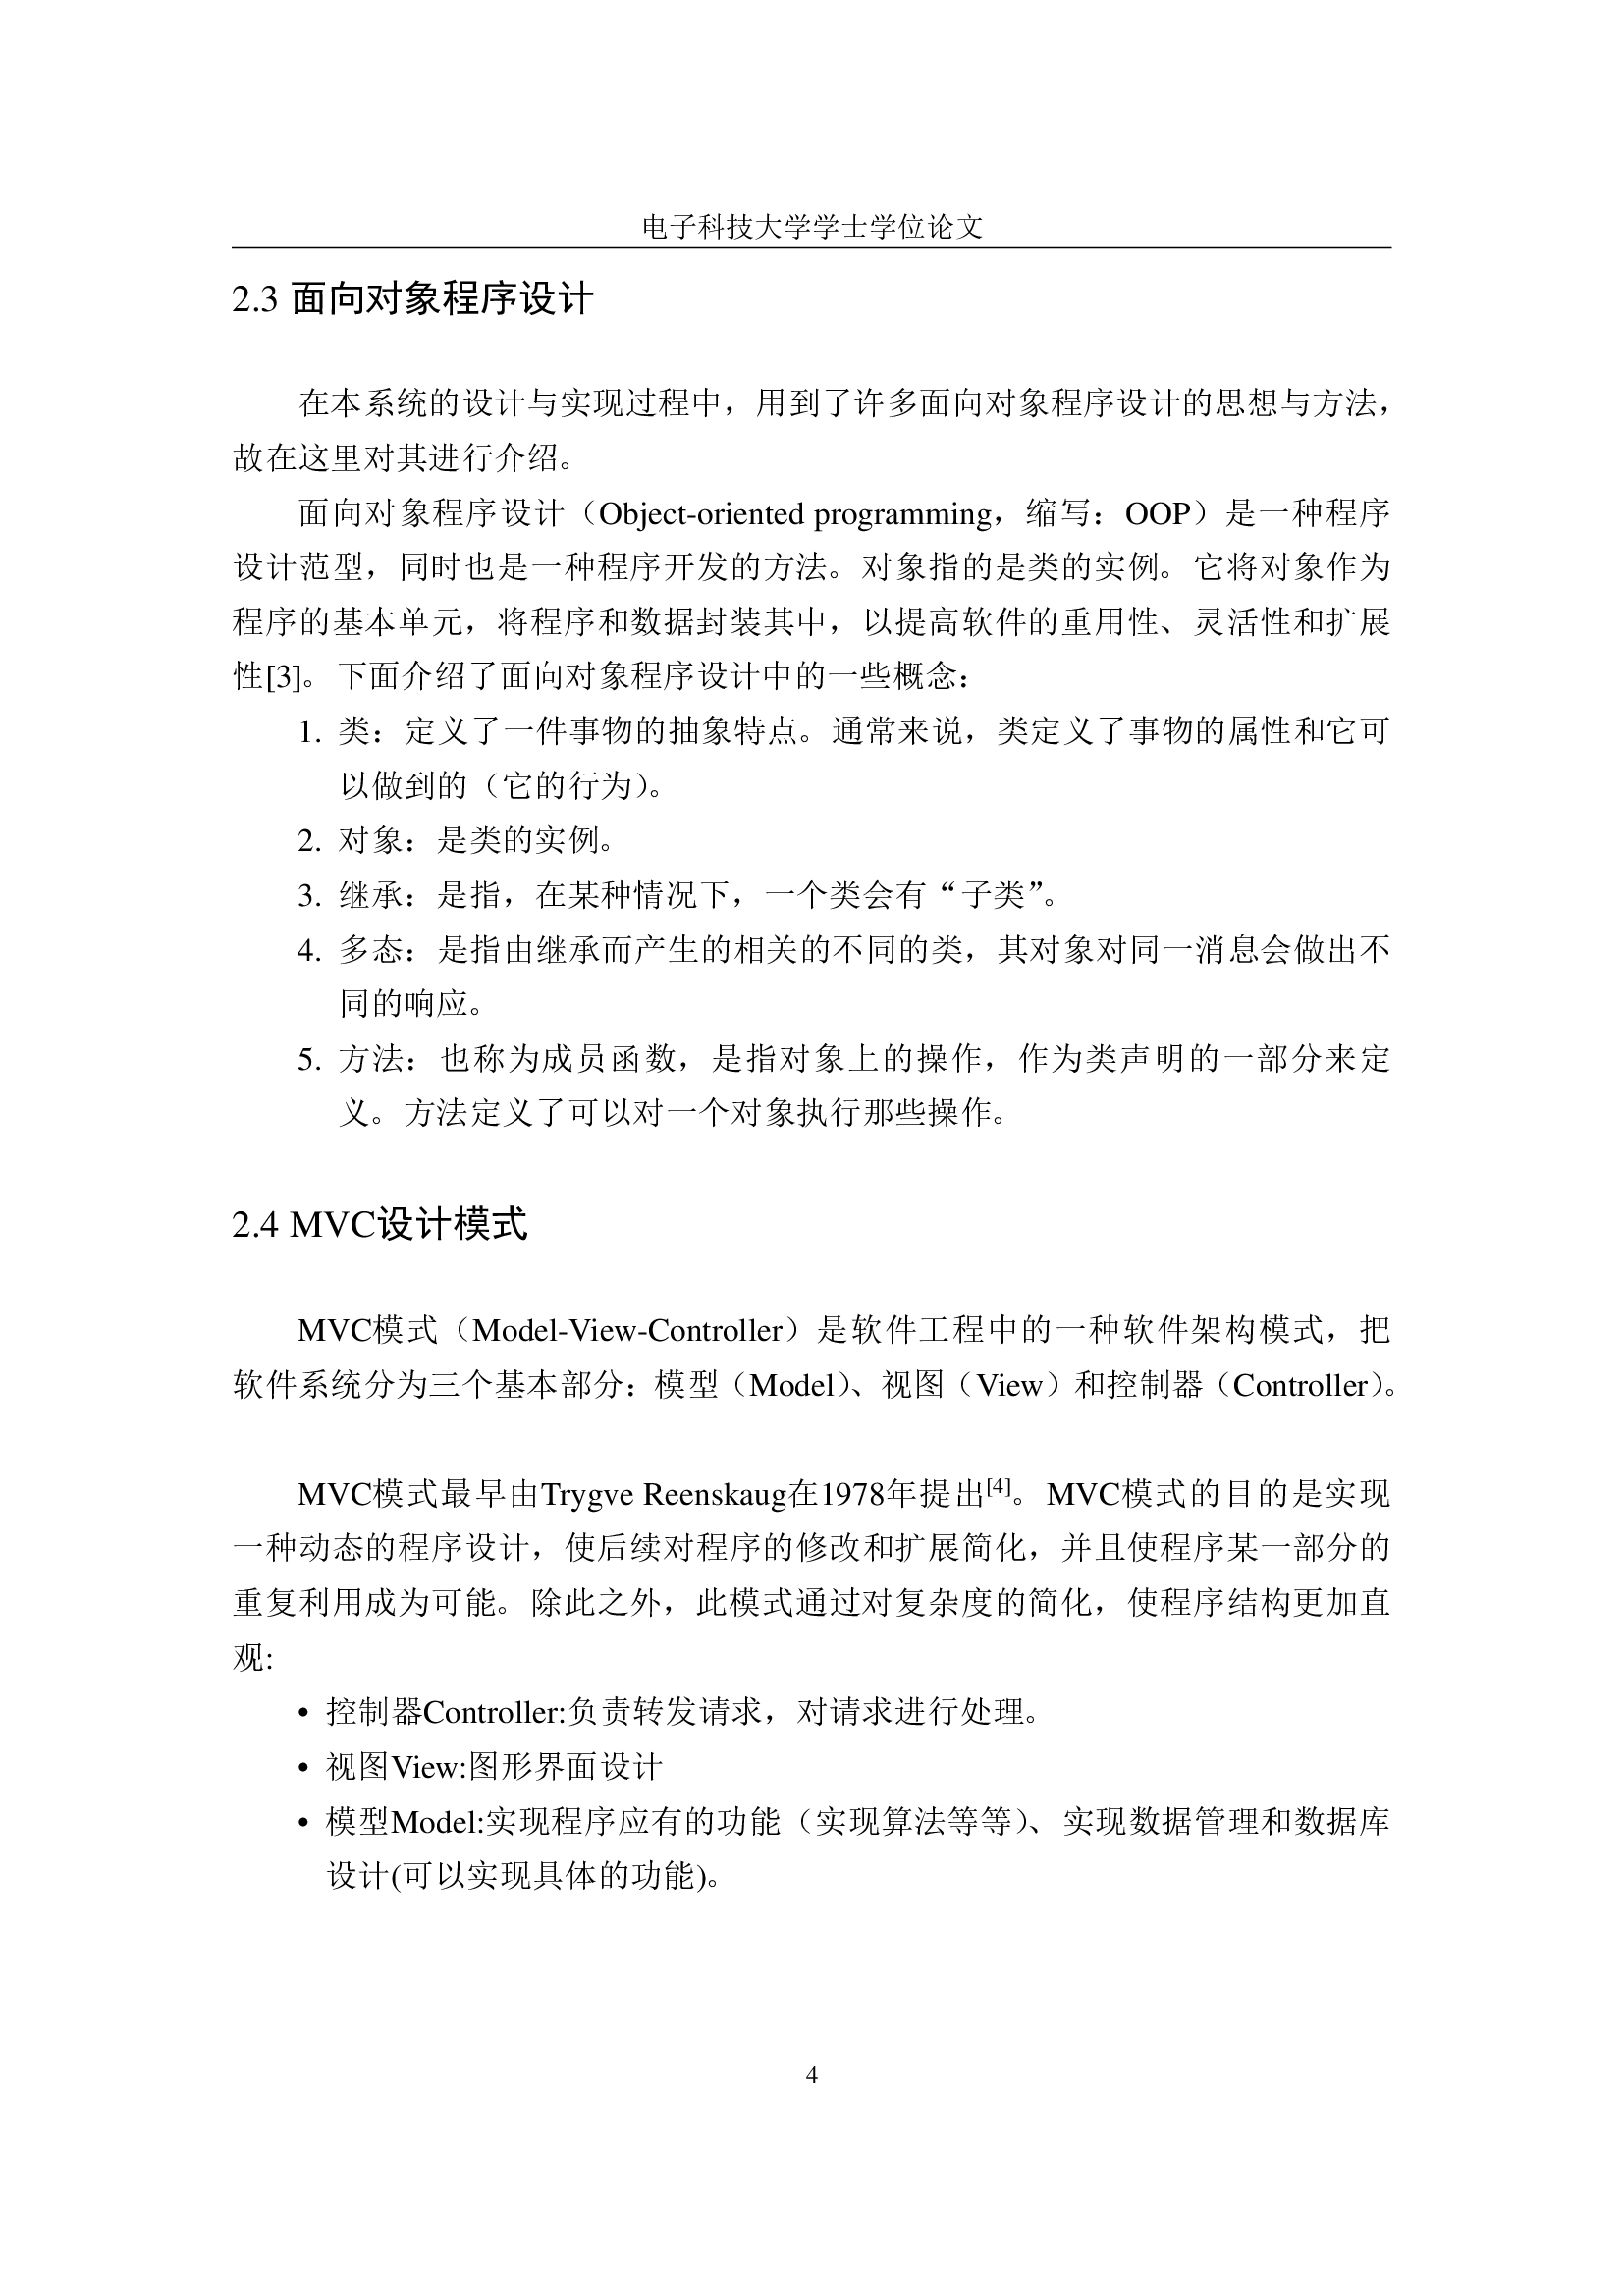 电子科技大学学士学位论文
2.3 面向对象程序设计
在本系统的设计与实现过程中，用到了许多面向对象程序设计的思想与方法，
故在这里对其进行介绍。
面向对象程序设计（Object-oriented programming，缩写：OOP）是一种程序
设计范型，同时也是一种程序开发的方法。对象指的是类的实例。它将对象作为
程序的基本单元，将程序和数据封装其中，以提高软件的重用性、灵活性和扩展
性[3]。下面介绍了面向对象程序设计中的一些概念：
1. 类：定义了一件事物的抽象特点。通常来说，类定义了事物的属性和它可
以做到的（它的行为）。
2. 对象：是类的实例。
3. 继承：是指，在某种情况下，一个类会有“子类”。
4. 多态：是指由继承而产生的相关的不同的类，其对象对同一消息会做出不
同的响应。
5. 方法：也称为成员函数，是指对象上的操作，作为类声明的一部分来定
义。方法定义了可以对一个对象执行那些操作。
2.4 MVC设计模式
MVC模式（Model-View-Controller）是软件工程中的一种软件架构模式，把
软件系统分为三个基本部分：模型（Model）、视图（View）和控制器（Controller）。
MVC模式最早由Trygve Reenskaug在1978年提出[4]。MVC模式的目的是实现
一种动态的程序设计，使后续对程序的修改和扩展简化，并且使程序某一部分的
重复利用成为可能。除此之外，此模式通过对复杂度的简化，使程序结构更加直
观:
• 控制器Controller:负责转发请求，对请求进行处理。
• 视图View:图形界面设计
• 模型Model:实现程序应有的功能（实现算法等等）、实现数据管理和数据库
设计(可以实现具体的功能)。
4